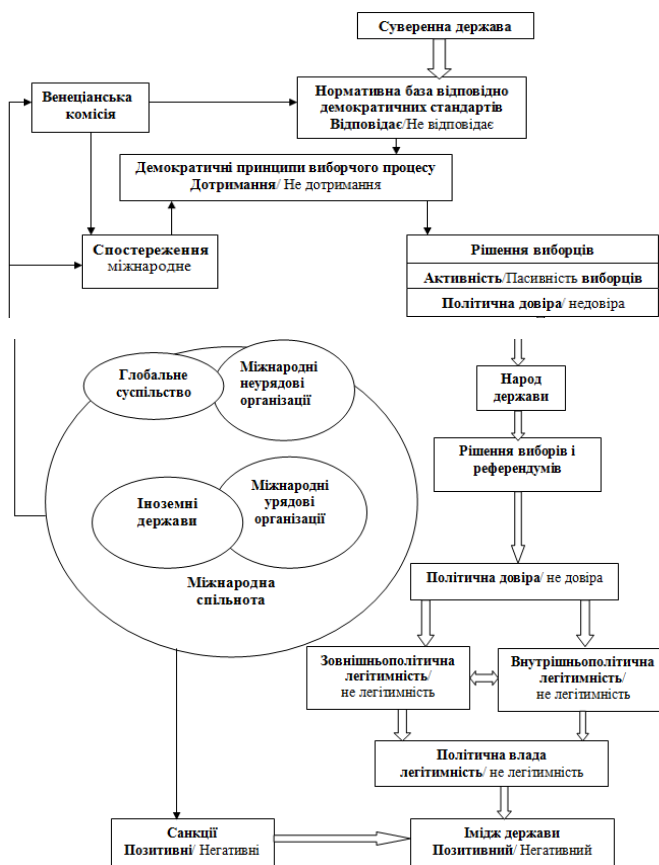 Суверенна держава
Венеціанська
комісія
Нормативна база відповідно
демократичних стандартів
Відповідає/Не відповідає
Демократичні принципи виборчого процесу
Дотримання/ Не дотримання
Спостереження
міжнародне
Рішення виборців
Активність/Пасивність виборців
Політична довіра/ недовіра
Глобальне
суспільство
Міжнародні
неурядові
організації
Народ
держави
Рішення виборів і
референдумів
Іноземні
держави
Міжнародні
урядові
організації
Міжнародна
спільнота
Політична довіра/ не довіра
Зовнішньополітична
легітимність/
не легітимність
Внутрішньополітична
легітимність/
не легітимність
Політична влада
легітимність/ не легітимність
Санкції
Позитивні/ Негативні
Імідж держави
Позитивний/ Негативний